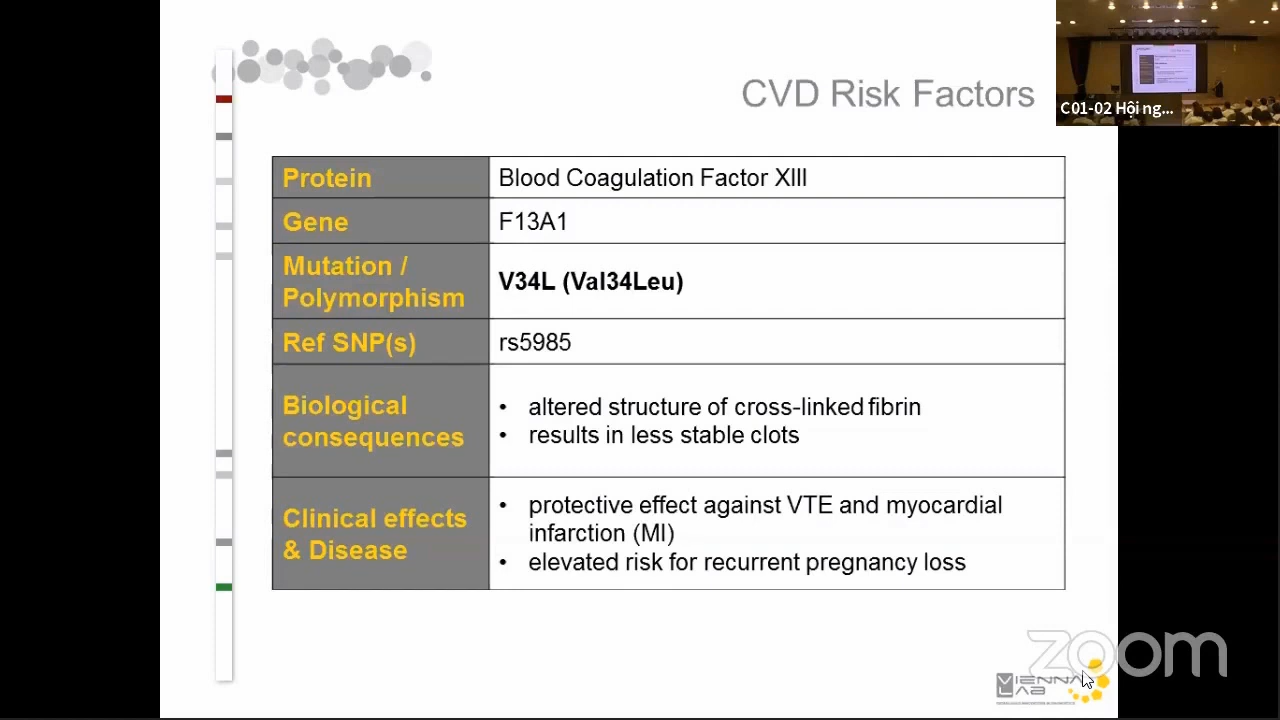 CVD Risk Factors
C01-02 Hội ng...
Protein
Blood Coagulation Factor XIII
Gene
F13A1
Mutation /
Polymorphism
V34L (Val34Leu)
Ref SNP(s)
rs5985
Biological
consequences
• altered structure of cross-linked fibrin
• results in less stable clots
Clinical effects
& Disease
• protective effect against VTE and myocardial
infarction (MI)
• elevated risk for recurrent pregnancy loss
zoom
VIENNA
LAB